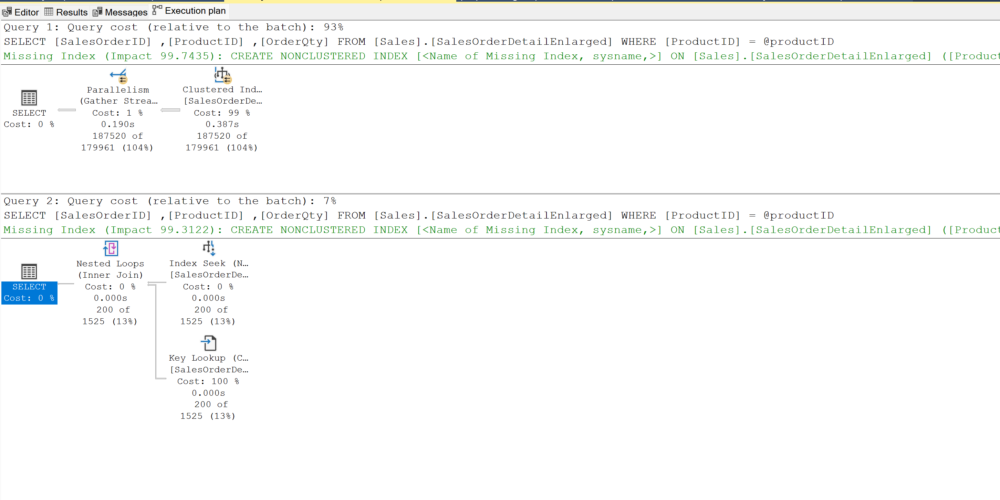 Editor Results Messages Execution plan
Query 1: Query cost (relative to the batch): 93%
SELECT [SalesOrderID] ,[ProductID] ,[OrderQty] FROM [Sales].[SalesOrderDetailEnlarged] WHERE [ProductID] = @productID
Missing Index (Impact 99.7435): CREATE NONCLUSTERED INDEX [<Name of Missing Index, sysname,>] ON [Sales].[SalesOrderDetailEnlarged] ([Product
SELECT
Cost: 0 %
Parallelism
(Gather Strea...
Cost: 1 %
0.190s
187520 of
179961 (104%)
Clustered Ind...
[SalesOrderDe...
Cost: 99 %
0.387s
187520 of
179961 (104%)
Query 2: Query cost (relative to the batch): 7%
SELECT [SalesOrderID] ,[ProductID] ,[OrderQty] FROM [Sales].[SalesOrderDetailEnlarged] WHERE [ProductID] = @productID
Missing Index (Impact 99.3122): CREATE NONCLUSTERED INDEX [<Name of Missing Index, sysname,>] ON [Sales].[SalesOrderDetailEnlarged] ([Product
SELECT
Cost: 0 %
Nested Loops
(Inner Join)
Cost: 0 %
0.000s
200 of
1525 (13%)
Index Seek (N...
[SalesOrderDe...
Cost: 0 %
0.000s
200 of
1525 (13%)
Key Lookup (C...
[SalesOrderDe...
Cost: 100 %
0.000s
200 of
1525 (13%)